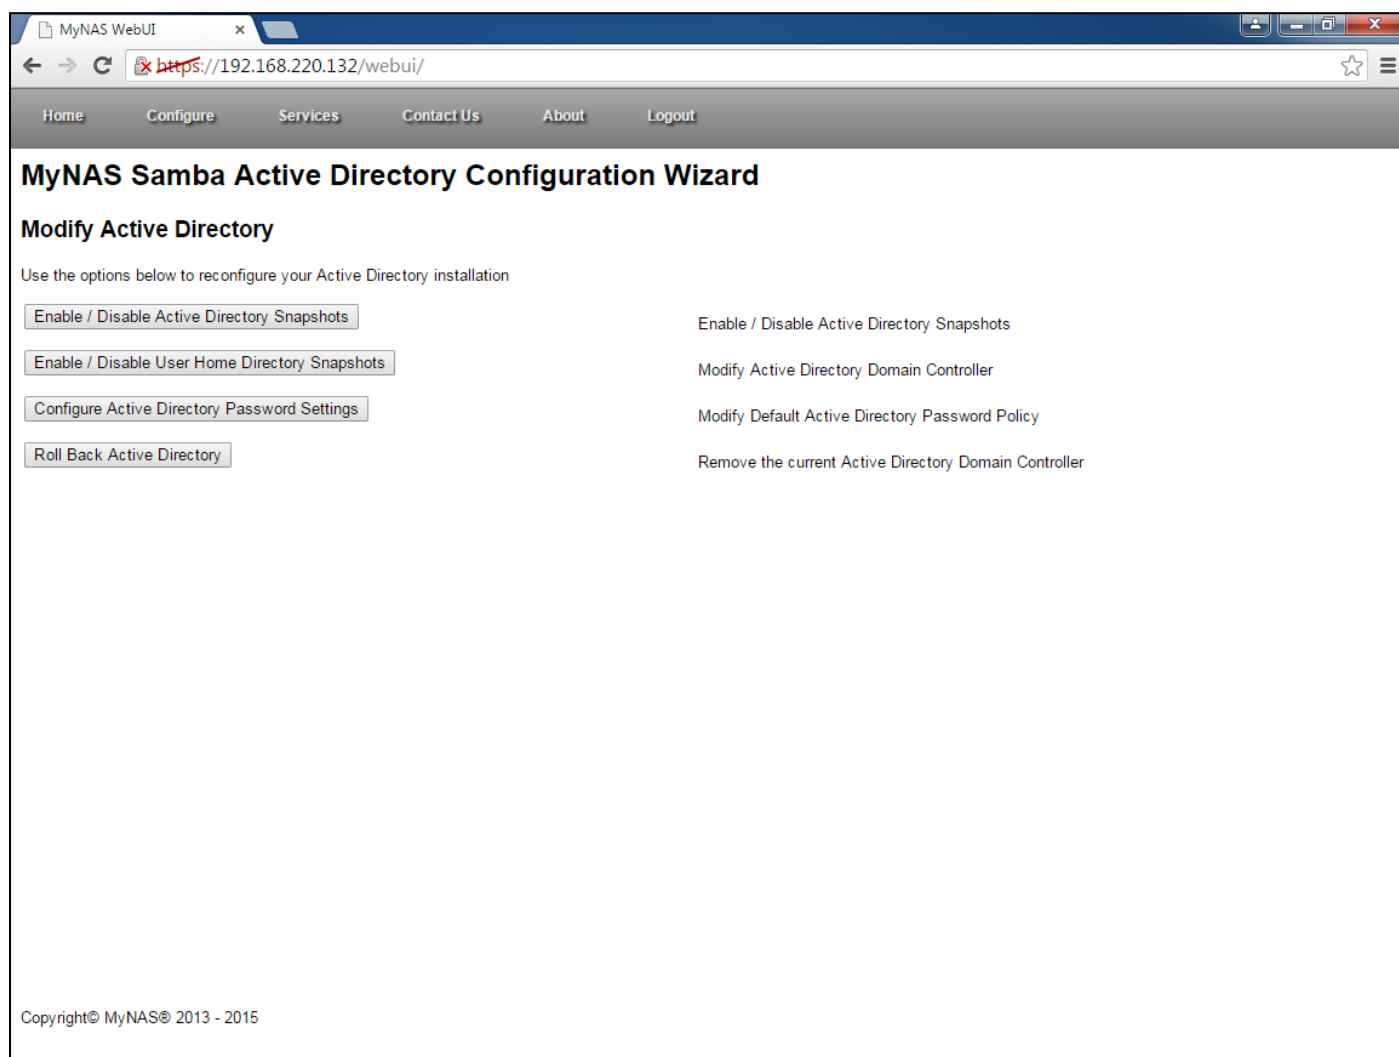 MyNAS WebUI
https://192.168.220.132/webui/
Home Configure Services Contact Us About Logout
MyNAS Samba Active Directory Configuration Wizard
Modify Active Directory
Use the options below to reconfigure your Active Directory installation
Enable / Disable Active Directory Snapshots Enable / Disable Active Directory Snapshots
Enable / Disable User Home Directory Snapshots Modify Active Directory Domain Controller
Configure Active Directory Password Settings Modify Default Active Directory Password Policy
Roll Back Active Directory Remove the current Active Directory Domain Controller
Copyright© MyNAS® 2013 - 2015